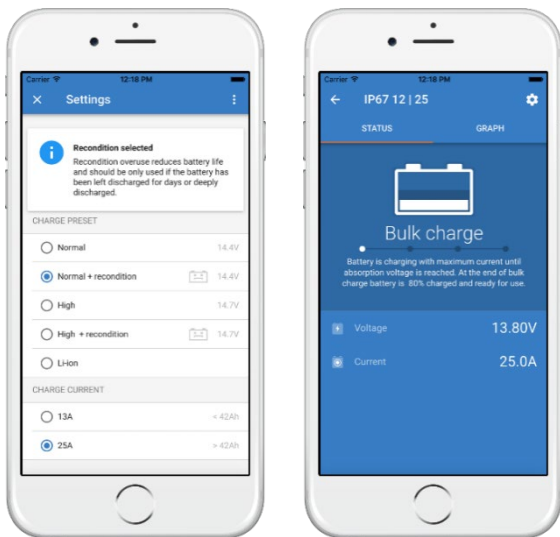 Carrier 12:18 PM
Settings
Recondition selected
Recondition overuse reduces battery life
and should be only used if the battery has
been left discharged for days or deeply
discharged.
CHARGE PRESET
Normal 14.4V
Normal + recondition 14.4V
High 14.7V
High + recondition 14.7V
Li-ion
CHARGE CURRENT
13A < 42Ah
25A > 42Ah
Carrier 12:18 PM
IP67 12 | 25
STATUS GRAPH
Bulk charge
Battery is charging with maximum current until
absorption voltage is reached. At the end of bulk
charge battery is 80% charged and ready for use.
Voltage 13.80V
Current 25.0A